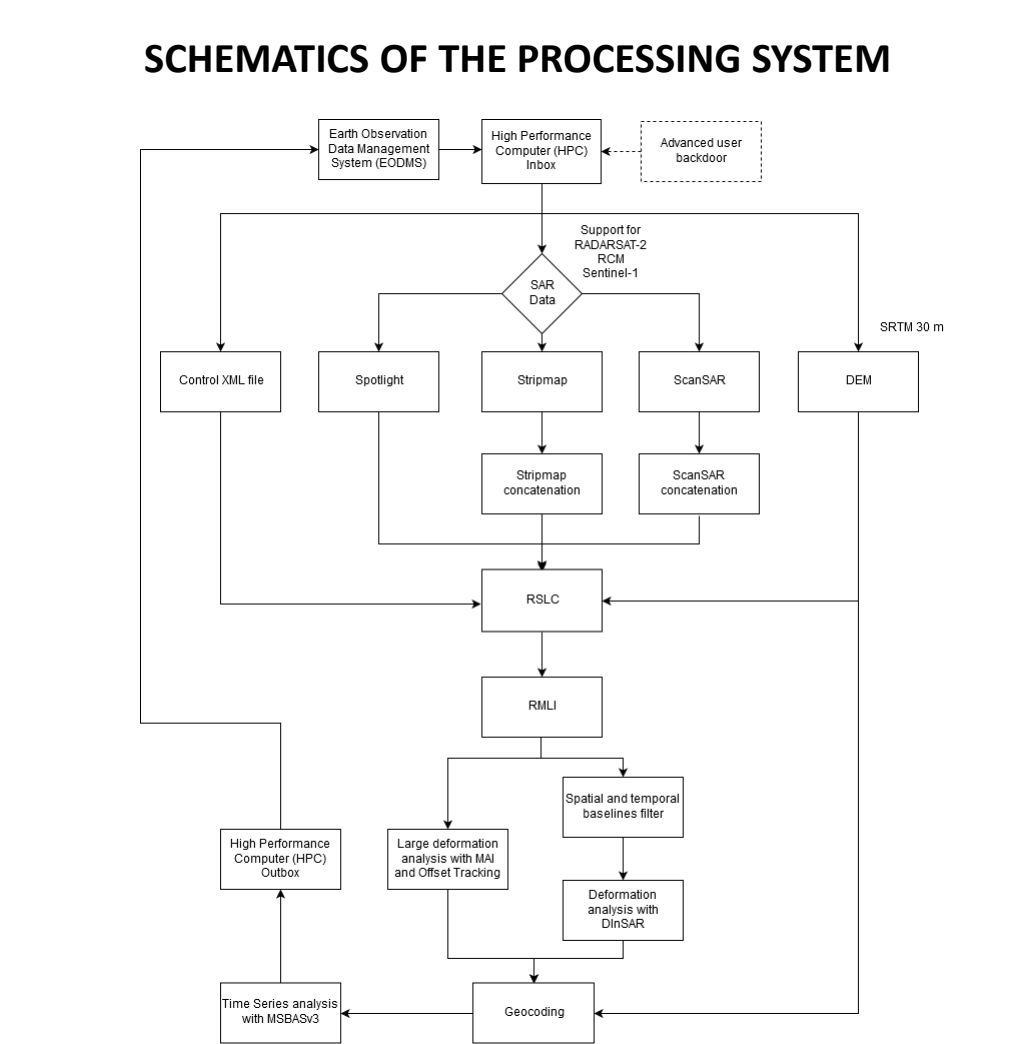 SCHEMATICS OF THE PROCESSING SYSTEM
Earth Observation
Data Management
System (EODMS)
High Performance
Computer (HPC)
Inbox
Advanced user
backdoor
Support for
RADARSAT-2
RCM
Sentinel-1
SAR
Data
SRTM 30 m
Control XML file
Spotlight
Stripmap
ScanSAR
DEM
Stripmap
concatenation
ScanSAR
concatenation
RSLC
RMLI
Spatial and temporal
baselines filter
High Performance
Computer (HPC)
Outbox
Large deformation
analysis with MAI
and Offset Tracking
Deformation
analysis with
DInSAR
Time Series analysis
with MSBASv3
Geocoding